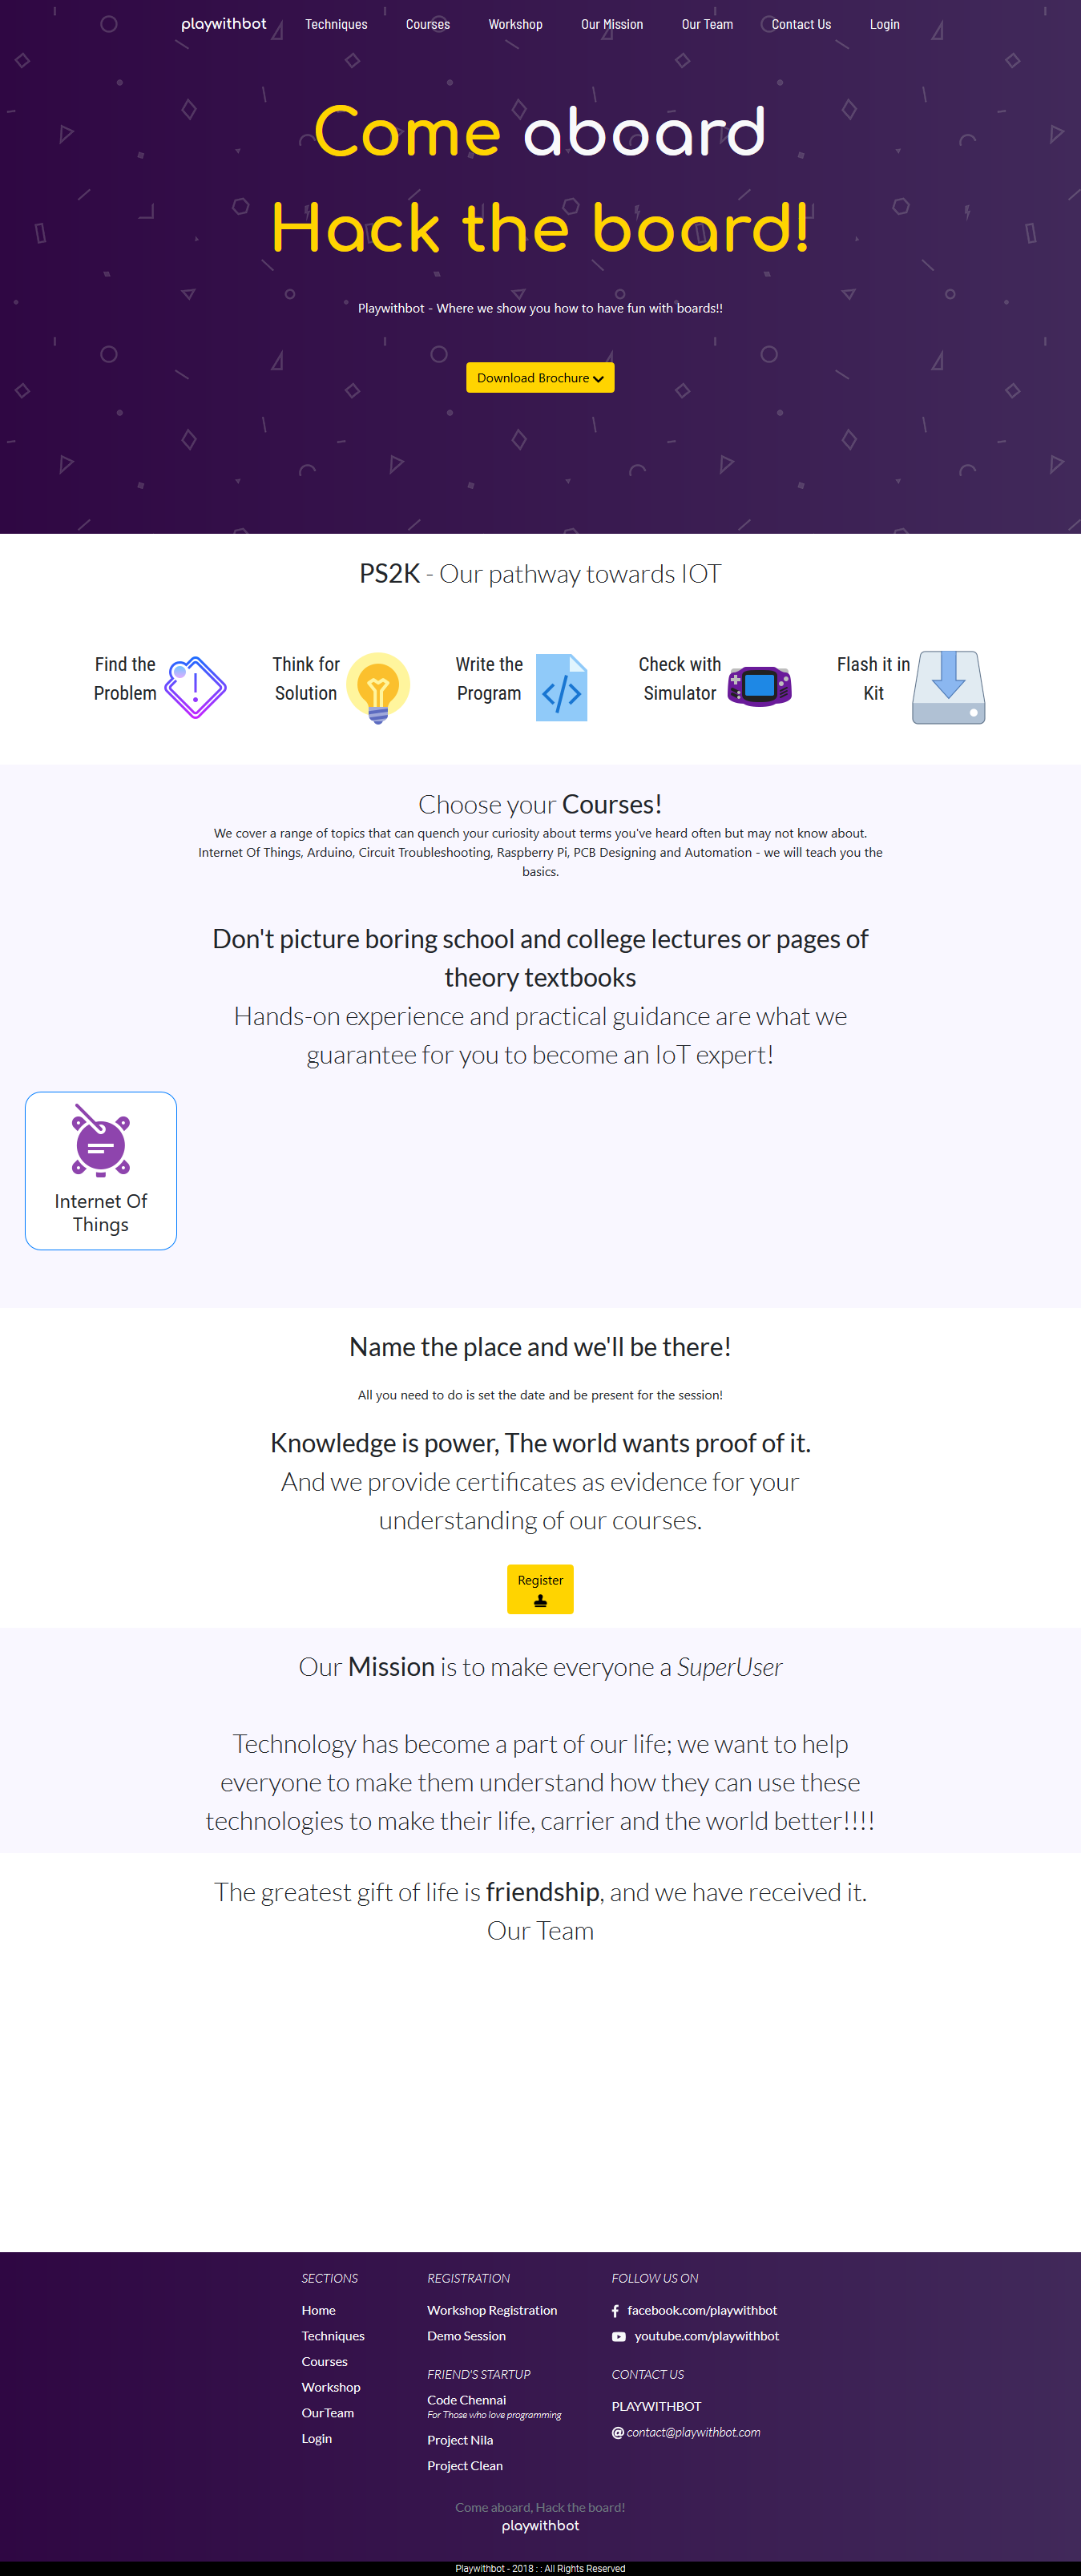 playwithbot Techniques Courses Workshop Our Mission Our Team Contact Us Login
Come aboard
Hack the board!
Playwithbot - Where we show you how to have fun with boards!!
Download Brochure
PS2K - Our pathway towards IOT
Find the
Problem
Think for
Solution
Write the
Program
Check with
Simulator
Flash it in
Kit
Choose your Courses!
We cover a range of topics that can quench your curiosity about terms you've heard often but may not know about.
Internet Of Things, Arduino, Circuit Troubleshooting, Raspberry Pi, PCB Designing and Automation - we will teach you the
basics.
Don't picture boring school and college lectures or pages of
theory textbooks
Hands-on experience and practical guidance are what we
guarantee for you to become an IoT expert!
Internet Of
Things
Name the place and we'll be there!
All you need to do is set the date and be present for the session!
Knowledge is power, The world wants proof of it.
And we provide certificates as evidence for your
understanding of our courses.
Register
Our Mission is to make everyone a SuperUser
Technology has become a part of our life; we want to help
everyone to make them understand how they can use these
technologies to make their life, carrier and the world better!!!!
The greatest gift of life is friendship, and we have received it.
Our Team
SECTIONS
Home
Techniques
Courses
Workshop
OurTeam
Login
REGISTRATION
Workshop Registration
Demo Session
FRIEND'S STARTUP
Code Chennai
For Those who love programming
Project Nila
Project Clean
FOLLOW US ON
facebook.com/playwithbot
youtube.com/playwithbot
CONTACT US
PLAYWITHBOT
@ contact@playwithbot.com
Come aboard, Hack the board!
playwithbot
Playwithbot - 2018 : : All Rights Reserved